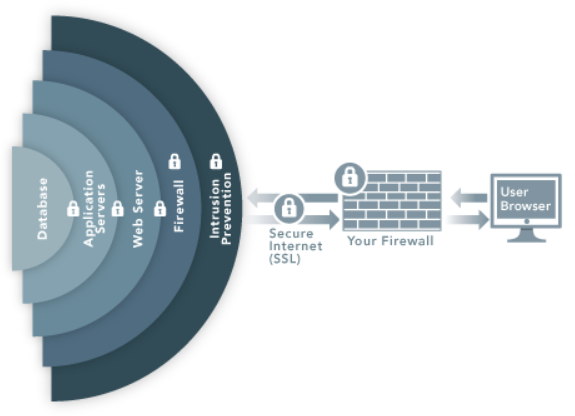 Database
Application
Servers
Web Server
Firewall
Intrusion
Prevention
Secure
Internet
(SSL)
Your Firewall
User
Browser